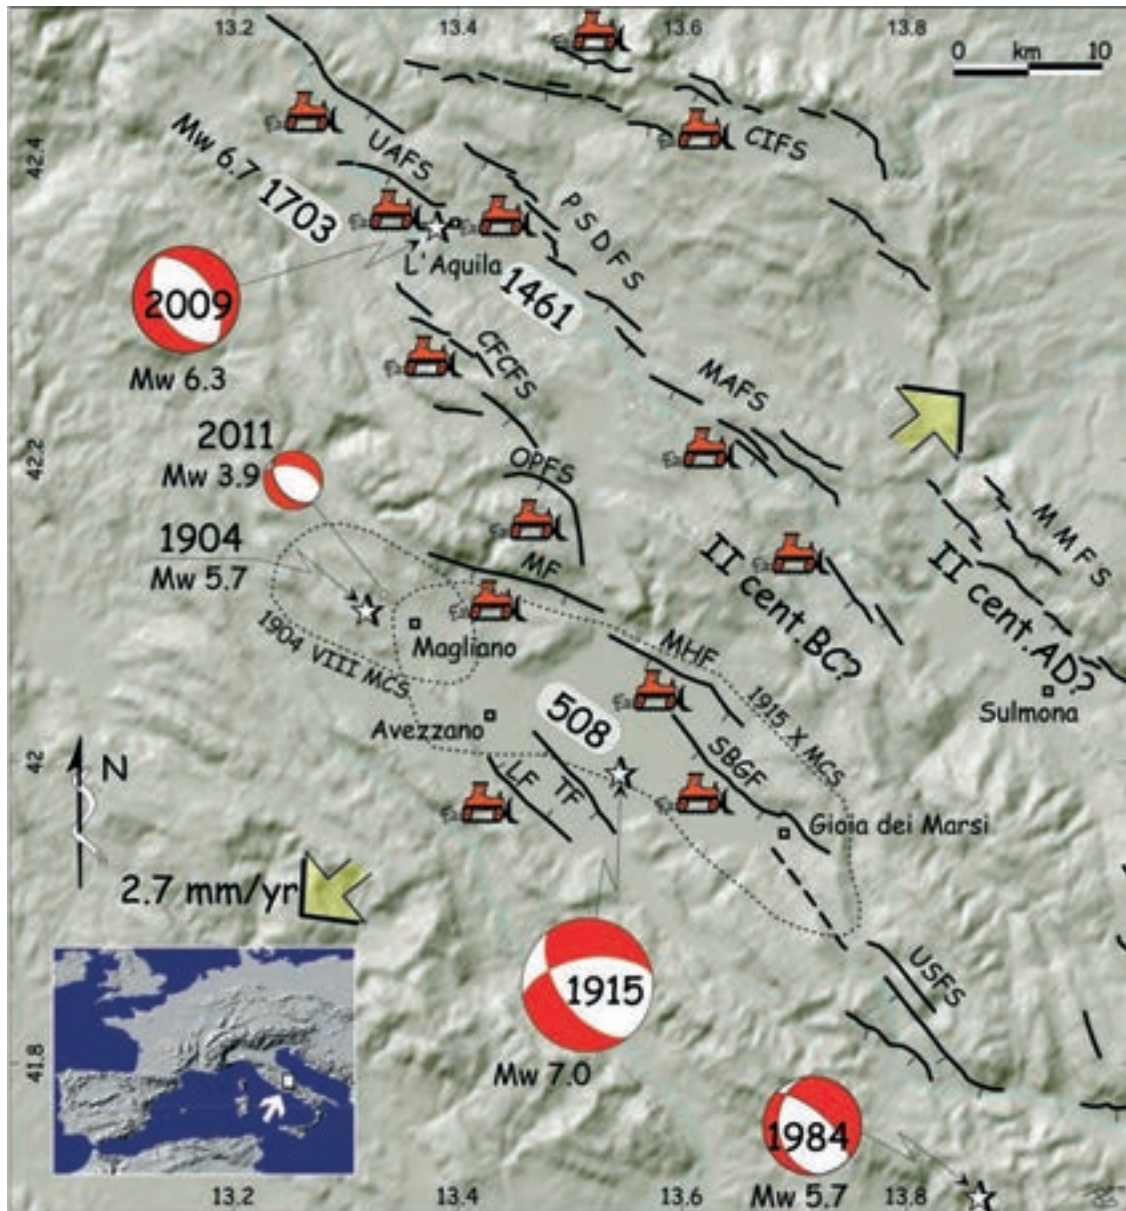 13.2 13.4 13.6 13.8
0 km 10
42.4
CIFS
UAFS
Mw 6.7 1703
PSDFS
L'Aquila
1461
2009
Mw 6.3
CFCFS
MAFS
2011
Mw 3.9
42.2
OPFS
1904
Mw 5.7
MF
MMFS
II cent.BC?
II cent.AD?
1904 VIII MCS
Magliano
MHF
1915 X MCS
Sulmona
Avezzano
508
42
N
LF
TF
SBGF
Gioia dei Marsi
2.7 mm/yr
USFS
1915
Mw 7.0
41.8
1984
Mw 5.7
13.2 13.4 13.6 13.8